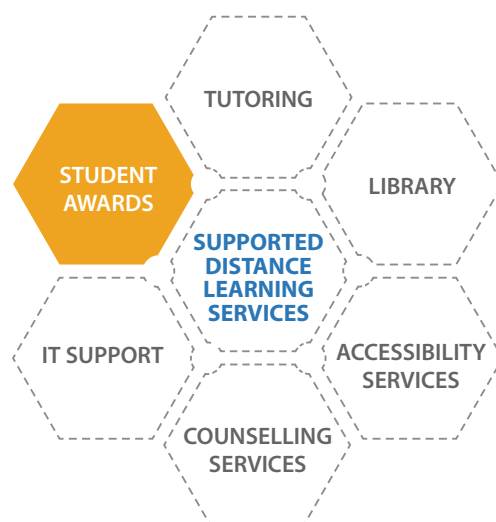 TUTORING
STUDENT
AWARDS
LIBRARY
SUPPORTED
DISTANCE
LEARNING
SERVICES
IT SUPPORT
ACCESSIBILITY
SERVICES
COUNSELLING
SERVICES